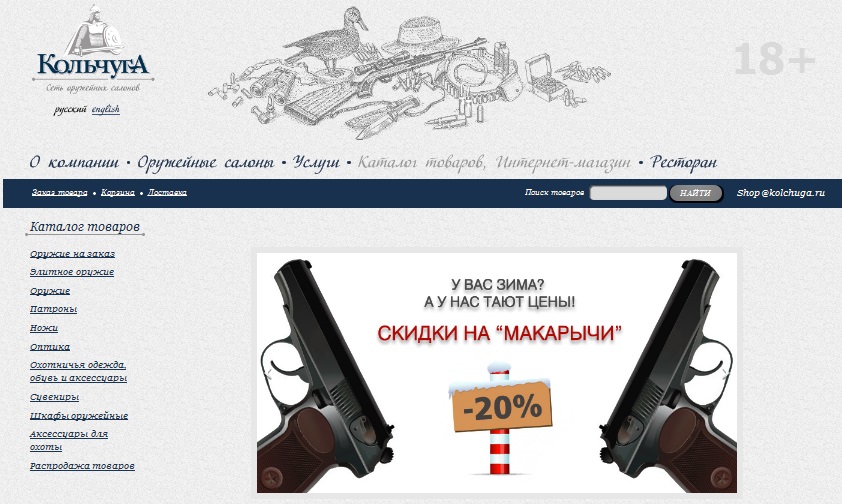 КОЛЬЧУГА
Сеть оружейных салонов
русский english
18+
О компании • Оружейные салоны • Услуги • Каталог товаров, Интернет-магазин • Ресторан
Заказ товара • Корзина • Доставка Поиск товаров НАЙТИ Shop@kolchuga.ru
Каталог товаров
Оружие на заказ
Элитное оружие
Оружие
Патроны
Ножи
Оптика
Охотничья одежда,
обувь и аксессуары
Сувениры
Шкафы оружейные
Аксессуары для
охоты
Распродажа товаров
У ВАС ЗИМА?
А У НАС ТАЮТ ЦЕНЫ!
СКИДКИ НА “МАКАРЫЧИ”
-20%